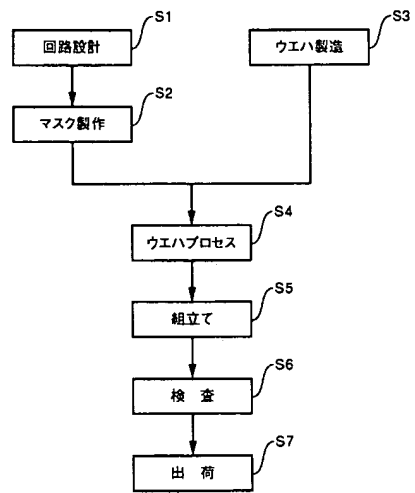 S1
回路設計
S3
ウエハ製造
S2
マスク製作
S4
ウエハプロセス
S5
組立て
S6
検 査
S7
出 荷